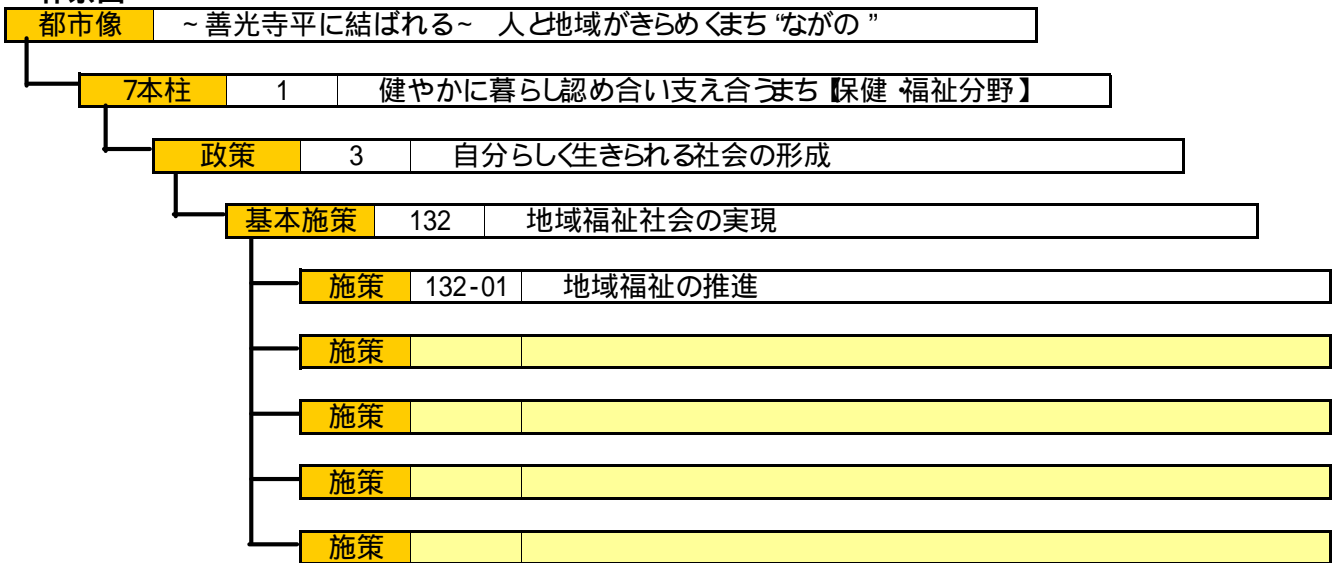 体系図
都市像 ~善光寺平に結ばれる~ 人と地域がきらめくまち“ながの”
7本柱 1 健やかに暮らし認め合い支え合うまち【保健・福祉分野】
政策 3 自分らしく生きられる社会の形成
基本施策 132 地域福祉社会の実現
施策 132-01 地域福祉の推進
施策
施策
施策
施策